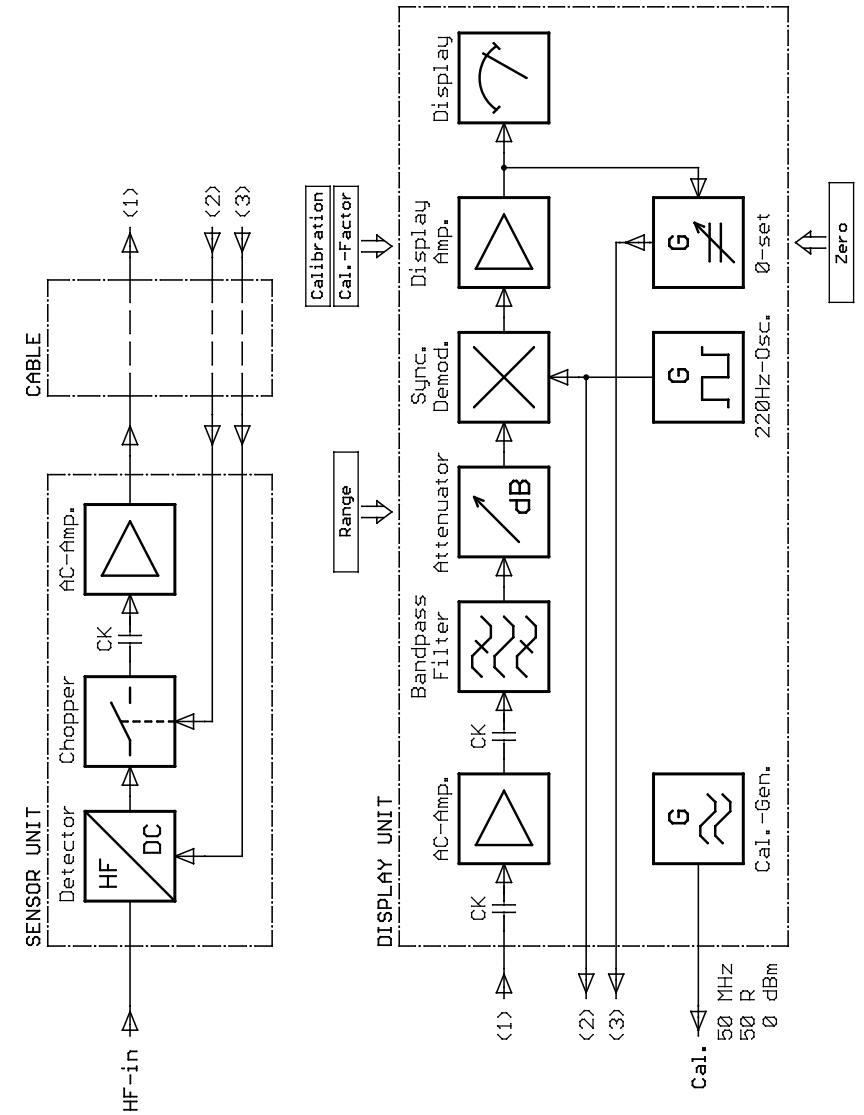 SENSOR UNIT
CABLE
Detector
Chopper
AC-Amp.
HF-in
HF
DC
CK
(1)
(2)
(3)
Range
Calibration
Cal.-Factor
DISPLAY UNIT
AC-Amp.
Bandpass
Filter
Attenuator
Sync.
Demod.
Display
Amp.
Display
(1)
CK
CK
dB
(2)
(3)
G
G
G
Cal.
50 MHz
50 R
0 dBm
Cal.-Gen.
220Hz-Osc.
0-set
Zero